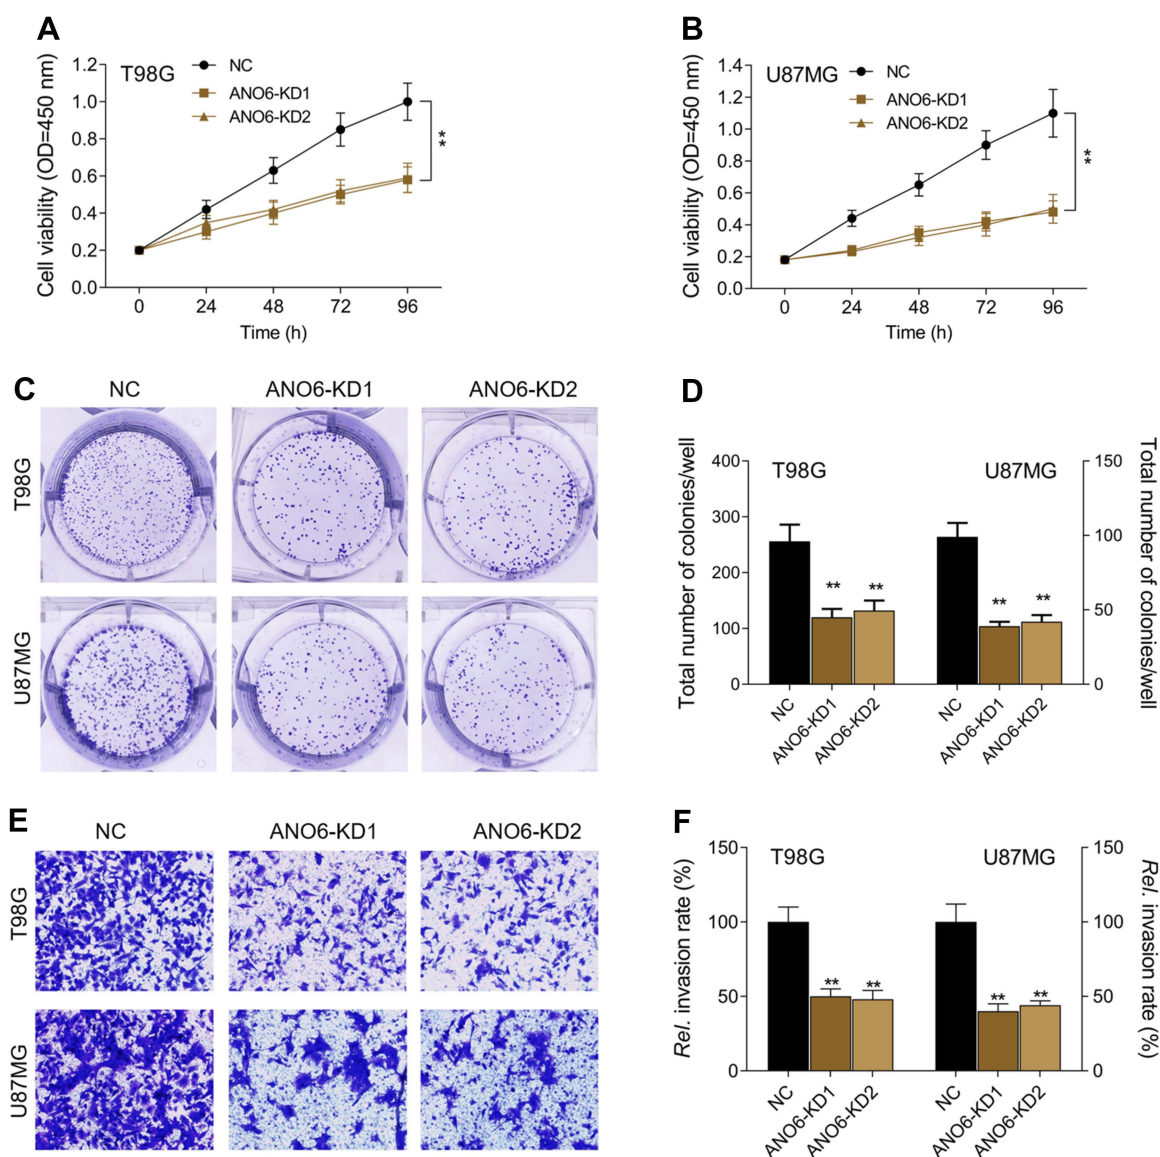 A
T98G
NC
ANO6-KD1
ANO6-KD2
Cell viability (OD=450 nm)
1.2
1.0
0.8
0.6
0.4
0.2
0.0
**
0 24 48 72 96
Time (h)
B
U87MG
NC
ANO6-KD1
ANO6-KD2
Cell viability (OD=450 nm)
1.4
1.2
1.0
0.8
0.6
0.4
0.2
0.0
**
0 24 48 72 96
Time (h)
C
NC ANO6-KD1 ANO6-KD2
T98G
U87MG
D
Total number of colonies/well
400
300
200
100
0
T98G
U87MG
** **
** **
150
100
50
0
Total number of colonies/well
NC ANO6-KD1 ANO6-KD2
NC ANO6-KD1 ANO6-KD2
E
NC ANO6-KD1 ANO6-KD2
T98G
U87MG
F
Rel. invasion rate (%)
150
100
50
0
T98G
U87MG
** **
** **
150
100
50
0
Rel. invasion rate (%)
NC ANO6-KD1 ANO6-KD2
NC ANO6-KD1 ANO6-KD2